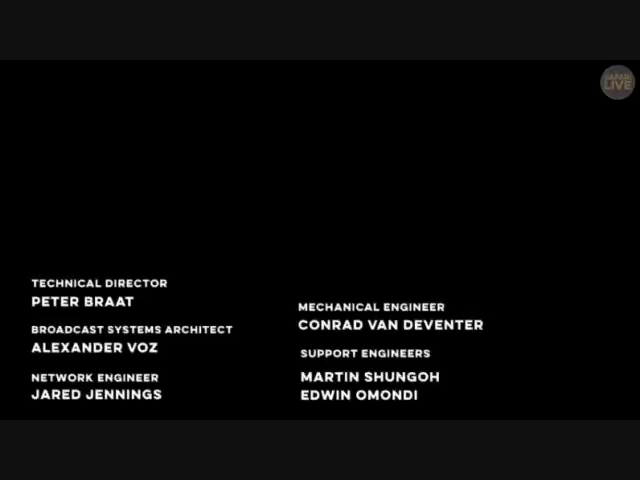 JAPAN
LIVE
TECHNICAL DIRECTOR
PETER BRAAT
BROADCAST SYSTEMS ARCHITECT
ALEXANDER VOZ
NETWORK ENGINEER
JARED JENNINGS
MECHANICAL ENGINEER
CONRAD VAN DEVENTER
SUPPORT ENGINEERS
MARTIN SHUNGOH
EDWIN OMONDI